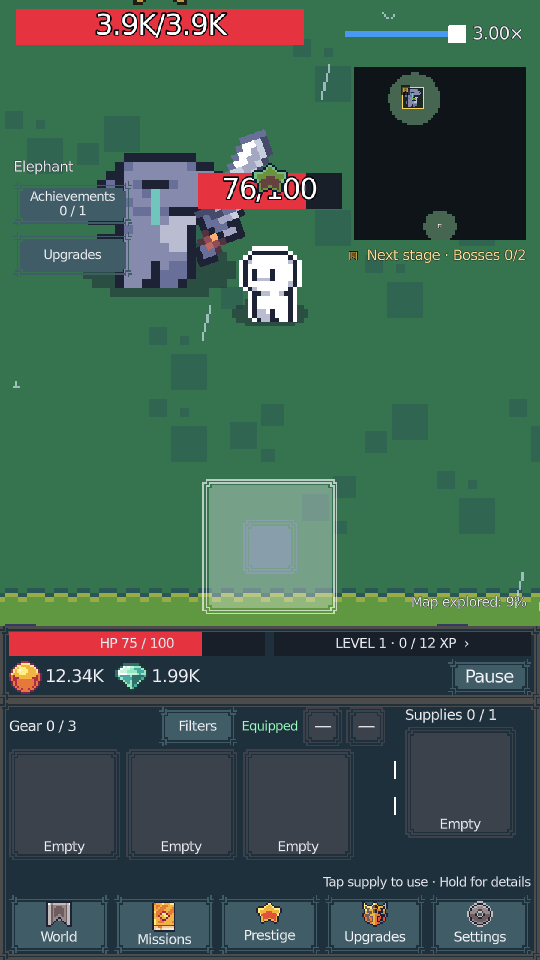 3.9K/3.9K
3.00×
Elephant
76/100
Achievements
0 / 1
Upgrades
Next stage · Bosses 0/2
Map explored: 9%
HP 75 / 100
LEVEL 1 · 0 / 12 XP ›
12.34K
1.99K
Pause
Gear 0 / 3
Filters
Equipped
—
—
Supplies 0 / 1
Empty
Empty
Empty
Empty
Tap supply to use · Hold for details
World
Missions
Prestige
Upgrades
Settings